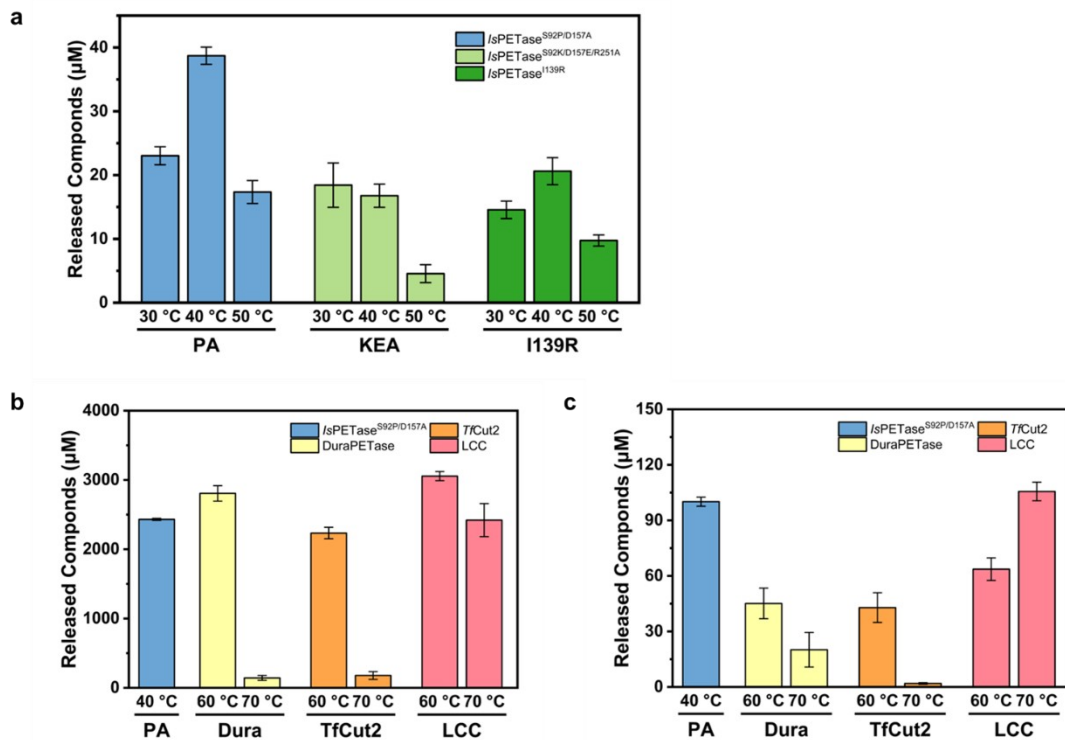 a
Released Componds (μM)
40
30
20
10
0
IsPETaseS92P/D157A
IsPETaseS92K/D157E/R251A
IsPETaseI139R
30 °C 40 °C 50 °C 30 °C 40 °C 50 °C 30 °C 40 °C 50 °C
PA KEA I139R
b
Released Componds (μM)
4000
3000
2000
1000
0
IsPETaseS92P/D157A TfCut2
DuraPETase LCC
40 °C 60 °C 70 °C 60 °C 70 °C 60 °C 70 °C
PA Dura TfCut2 LCC
c
Released Componds (μM)
150
120
90
60
30
0
IsPETaseS92P/D157A TfCut2
DuraPETase LCC
40 °C 60 °C 70 °C 60 °C 70 °C 60 °C 70 °C
PA Dura TfCut2 LCC